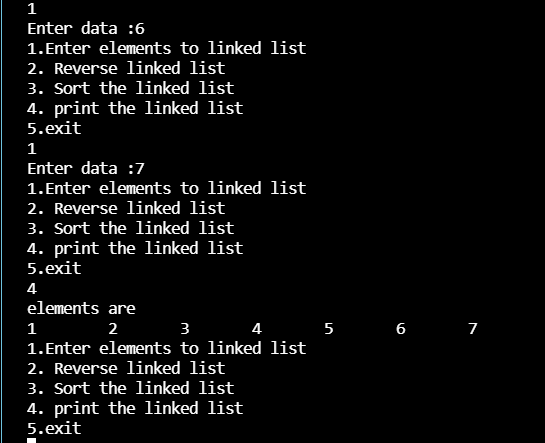 1
Enter data :6
1.Enter elements to linked list
2. Reverse linked list
3. Sort the linked list
4. print the linked list
5.exit
1
Enter data :7
1.Enter elements to linked list
2. Reverse linked list
3. Sort the linked list
4. print the linked list
5.exit
4
elements are
1 2 3 4 5 6 7
1.Enter elements to linked list
2. Reverse linked list
3. Sort the linked list
4. print the linked list
5.exit